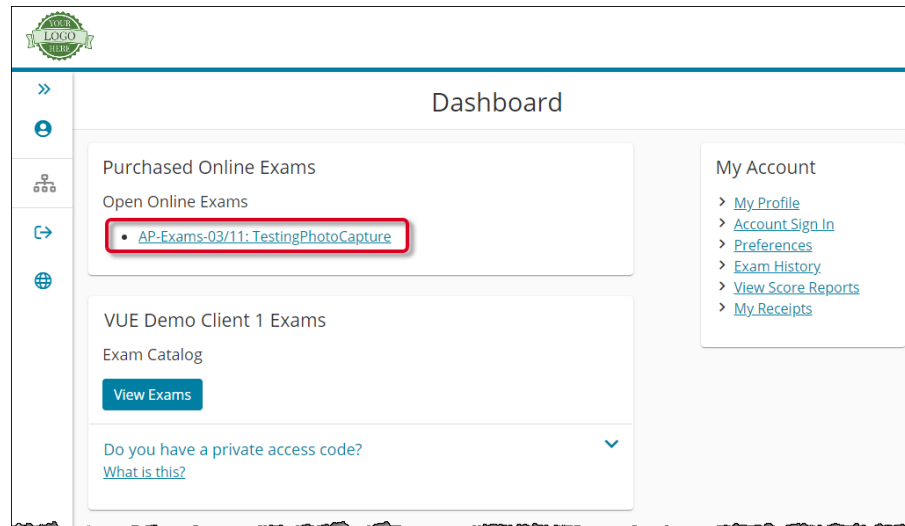 YOUR
LOGO
HERE
Dashboard
Purchased Online Exams
Open Online Exams
AP-Exams-03/11: TestingPhotoCapture
VUE Demo Client 1 Exams
Exam Catalog
View Exams
Do you have a private access code?
What is this?
My Account
My Profile
Account Sign In
Preferences
Exam History
View Score Reports
My Receipts